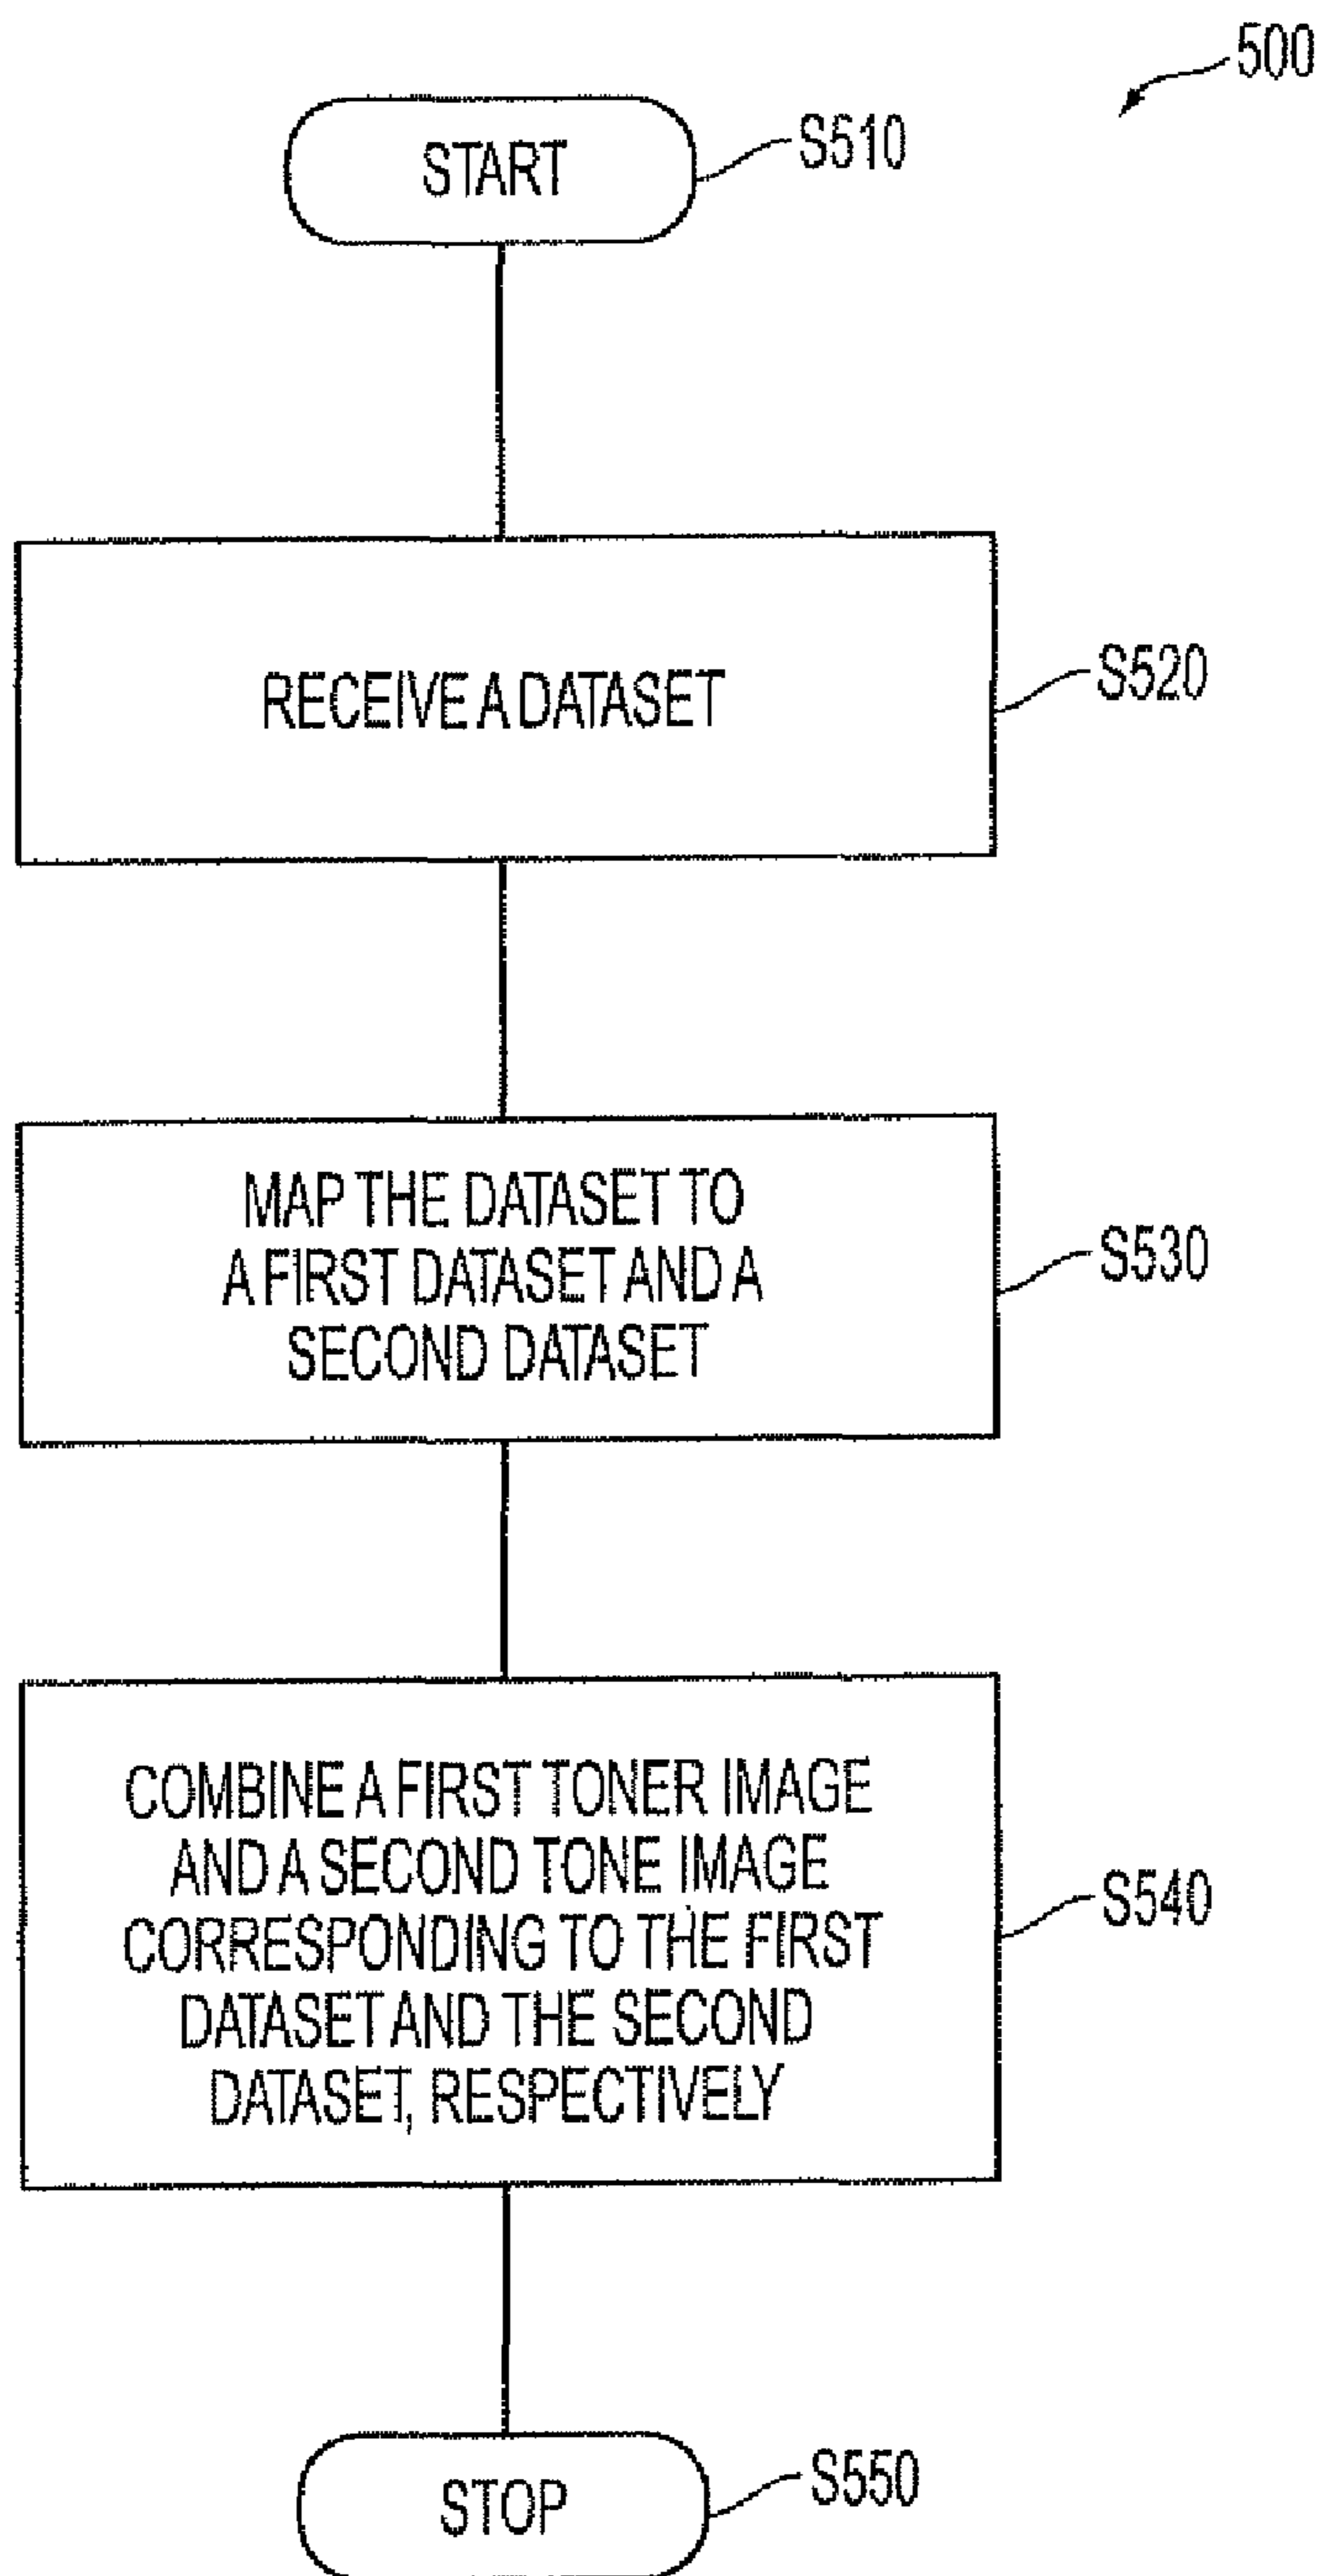 500
START
S510
RECEIVE A DATASET
S520
MAP THE DATASET TO
A FIRST DATASET AND A
SECOND DATASET
S530
COMBINE A FIRST TONER IMAGE
AND A SECOND TONE IMAGE
CORRESPONDING TO THE FIRST
DATASET AND THE SECOND
DATASET, RESPECTIVELY
S540
STOP
S550